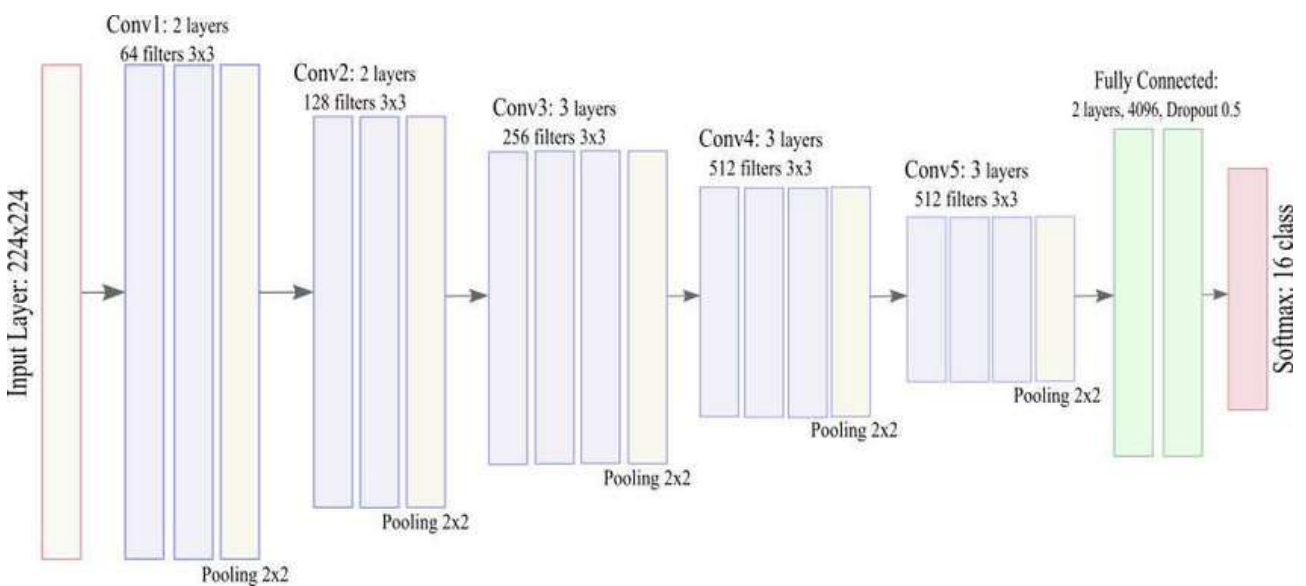 Input Layer: 224x224
Conv1: 2 layers
64 filters 3x3
Pooling 2x2
Conv2: 2 layers
128 filters 3x3
Pooling 2x2
Conv3: 3 layers
256 filters 3x3
Pooling 2x2
Conv4: 3 layers
512 filters 3x3
Pooling 2x2
Conv5: 3 layers
512 filters 3x3
Pooling 2x2
Fully Connected:
2 layers, 4096, Dropout 0.5
Softmax: 16 class